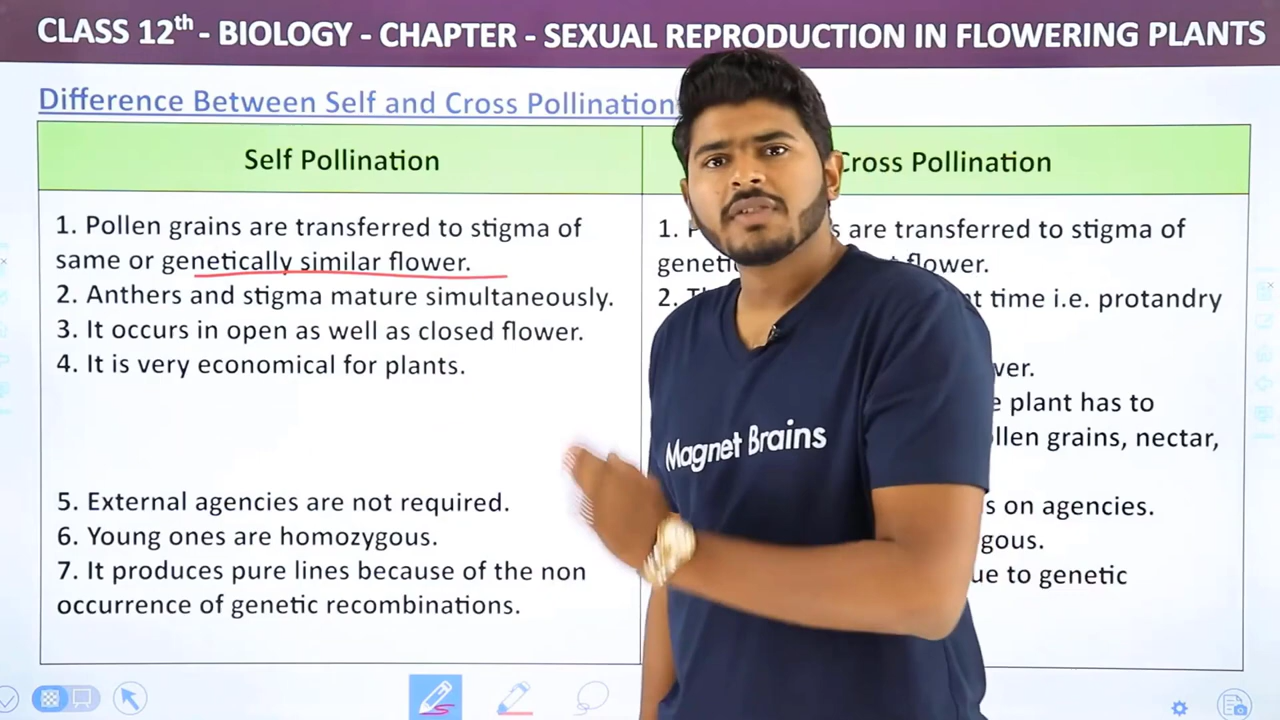 CLASS 12th - BIOLOGY - CHAPTER - SEXUAL REPRODUCTION IN FLOWERING PLANTS
Difference Between Self and Cross Pollination
Self Pollination
1. Pollen grains are transferred to stigma of
same or genetically similar flower.
2. Anthers and stigma mature simultaneously.
3. It occurs in open as well as closed flower.
4. It is very economical for plants.
5. External agencies are not required.
6. Young ones are homozygous.
7. It produces pure lines because of the non
occurrence of genetic recombinations.
Cross Pollination
1. are transferred to stigma of
flower.
2. time i.e. protandry
plant has to
grains, nectar,
on agencies.
to genetic
Magnet Brains